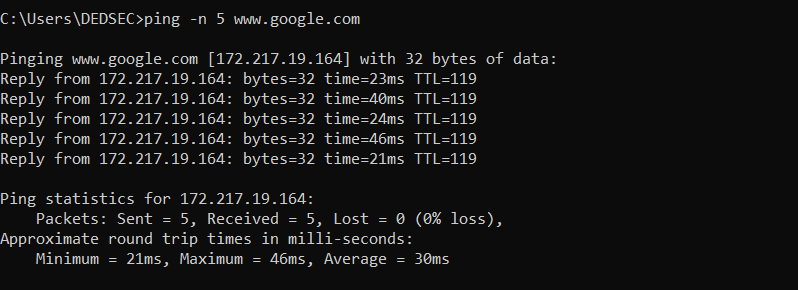 C:\Users\DEDSEC>ping -n 5 www.google.com
Pinging www.google.com [172.217.19.164] with 32 bytes of data:
Reply from 172.217.19.164: bytes=32 time=23ms TTL=119
Reply from 172.217.19.164: bytes=32 time=40ms TTL=119
Reply from 172.217.19.164: bytes=32 time=24ms TTL=119
Reply from 172.217.19.164: bytes=32 time=46ms TTL=119
Reply from 172.217.19.164: bytes=32 time=21ms TTL=119
Ping statistics for 172.217.19.164:
    Packets: Sent = 5, Received = 5, Lost = 0 (0% loss),
Approximate round trip times in milli-seconds:
    Minimum = 21ms, Maximum = 46ms, Average = 30ms